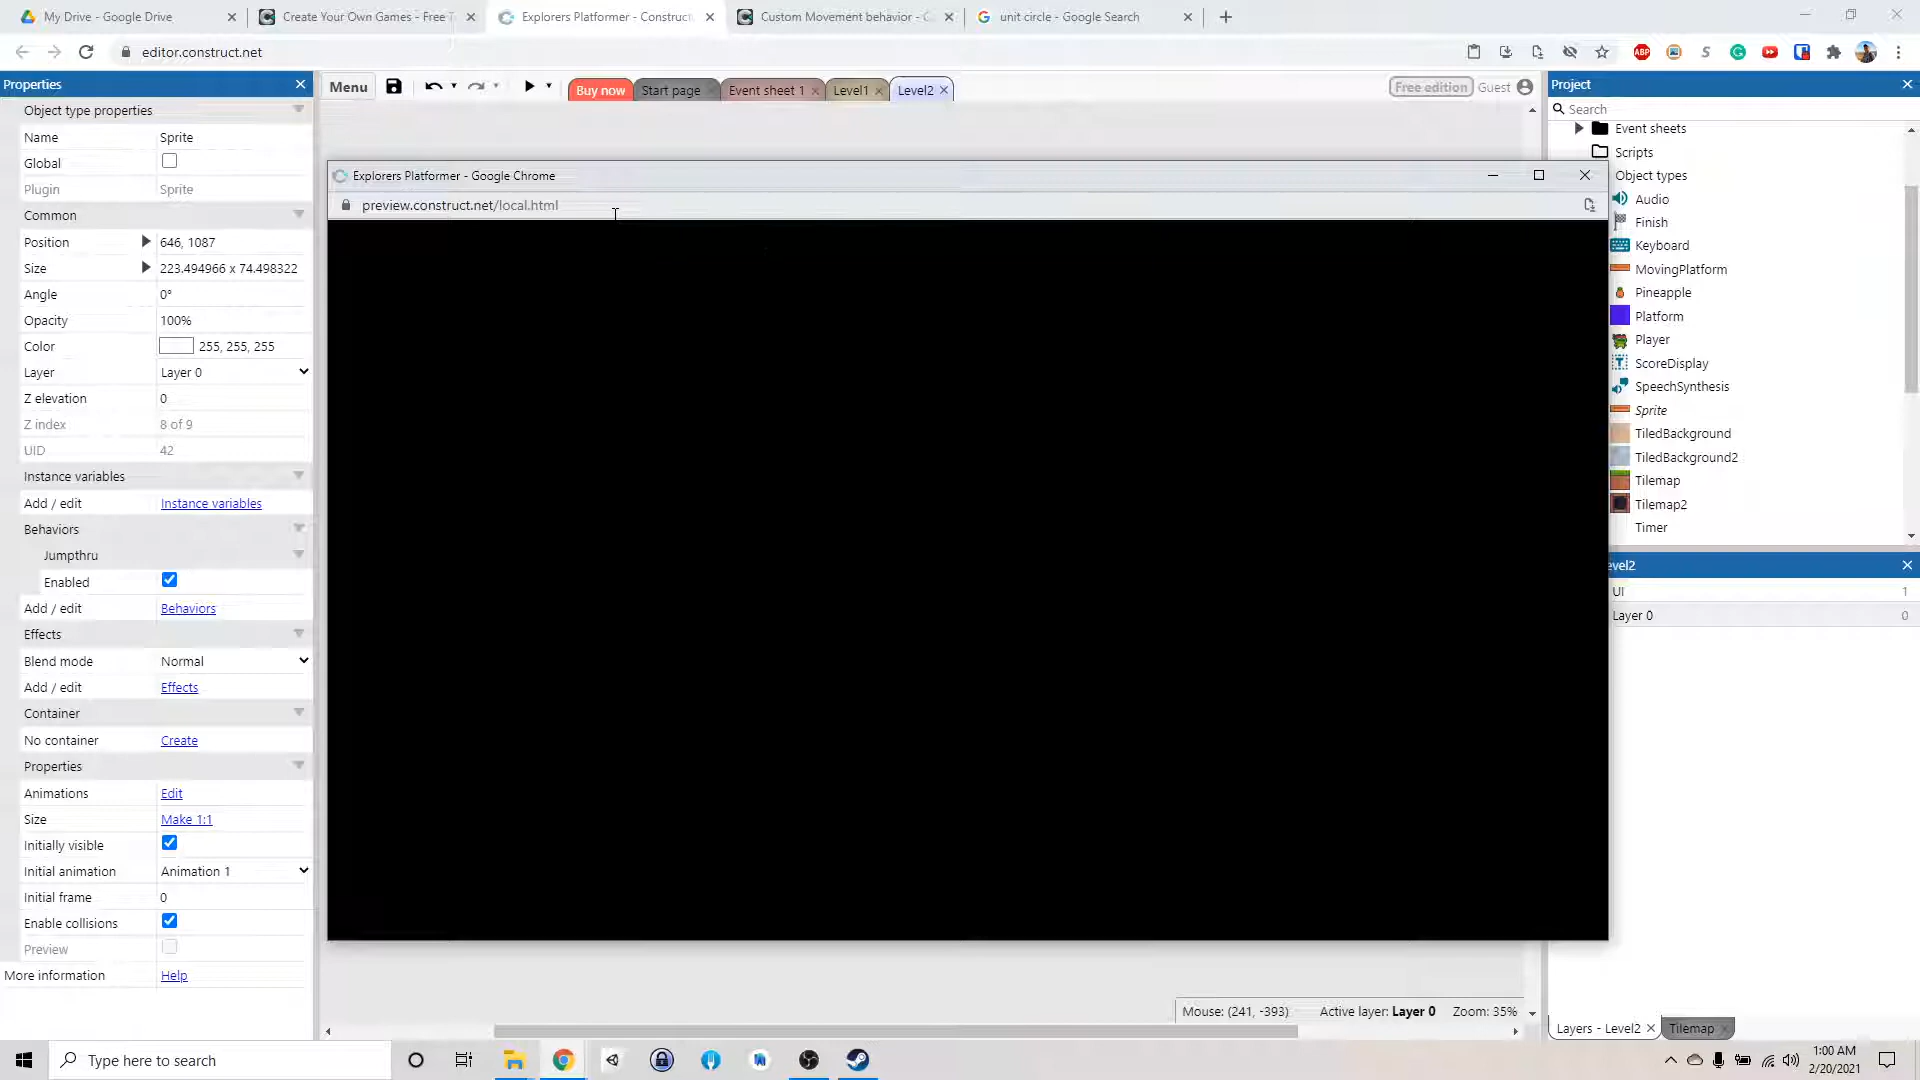 My Drive - Google Drive
Create Your Own Games - Free T
Explorers Platformer - Construct
Custom Movement behavior - C
unit circle - Google Search
editor.construct.net
ABP
Properties
Menu
Buy now
Start page
Event sheet 1
Level1
Level2
Free edition
Guest
Project
Object type properties
Name Sprite
Global
Plugin Sprite
Common
Position 646, 1087
Size 223.494966 x 74.498322
Angle 0°
Opacity 100%
Color 255, 255, 255
Layer Layer 0
Z elevation 0
Z index 8 of 9
UID 42
Instance variables
Add / edit Instance variables
Behaviors
Jumpthru
Enabled
Add / edit Behaviors
Effects
Blend mode Normal
Add / edit Effects
Container
No container Create
Properties
Animations Edit
Size Make 1:1
Initially visible
Initial animation Animation 1
Initial frame 0
Enable collisions
Preview
More information Help
Explorers Platformer - Google Chrome
preview.construct.net/local.html
Search
Event sheets
Scripts
Object types
Audio
Finish
Keyboard
MovingPlatform
Pineapple
Platform
Player
ScoreDisplay
SpeechSynthesis
Sprite
TiledBackground
TiledBackground2
Tilemap
Tilemap2
Timer
evel2
UI 1
Layer 0 0
Mouse: (241, -393) Active layer: Layer 0 Zoom: 35%
Layers - Level2
Tilemap
Type here to search
1:00 AM
2/20/2021